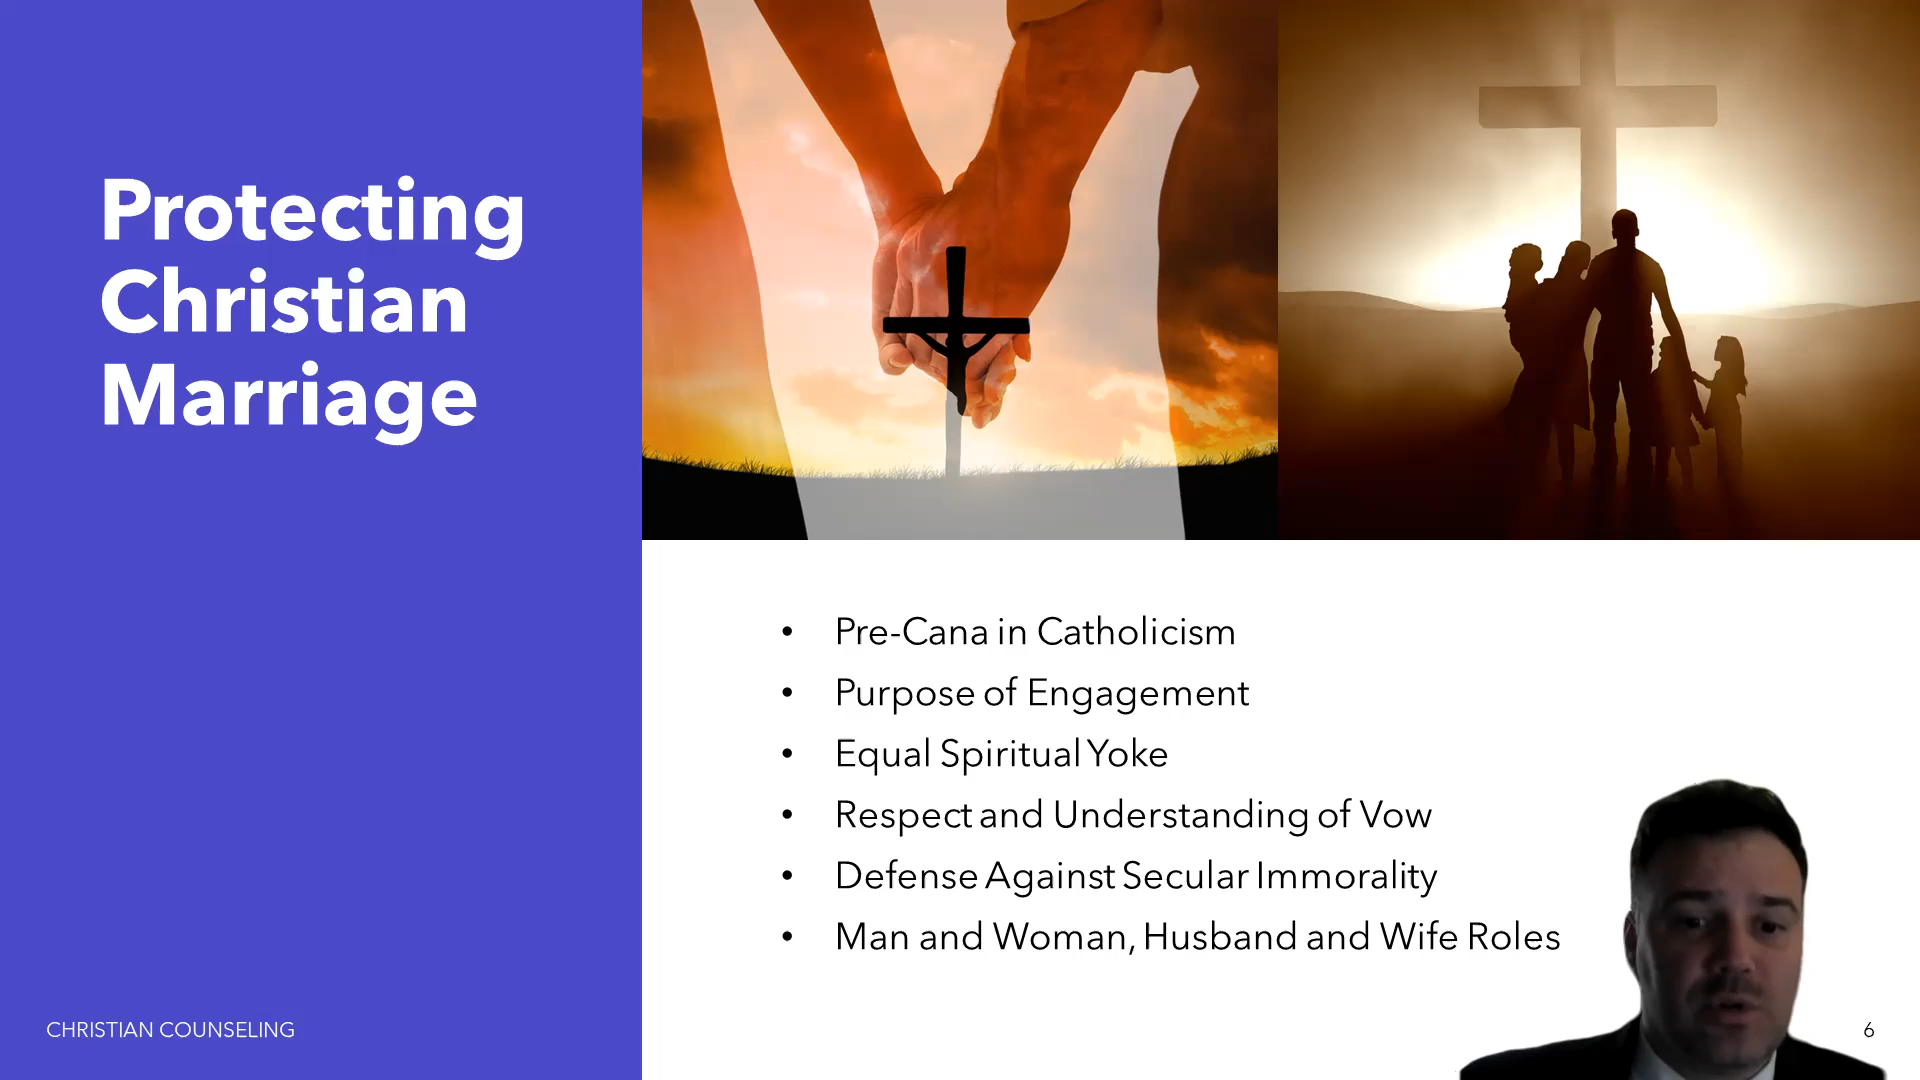 Protecting
Christian
Marriage
• Pre-Cana in Catholicism
• Purpose of Engagement
• Equal Spiritual Yoke
• Respect and Understanding of Vow
• Defense Against Secular Immorality
• Man and Woman, Husband and Wife Roles
CHRISTIAN COUNSELING
6